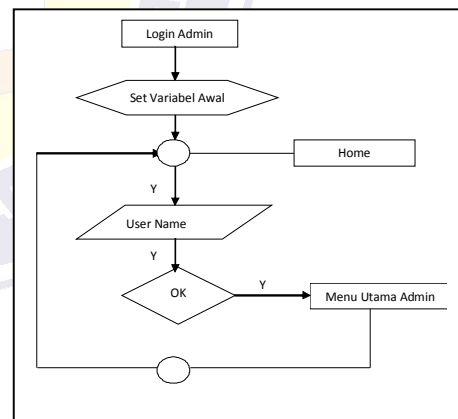 Login Admin
Set Variabel Awal
Home
Y
User Name
Y
OK
Y
Menu Utama Admin